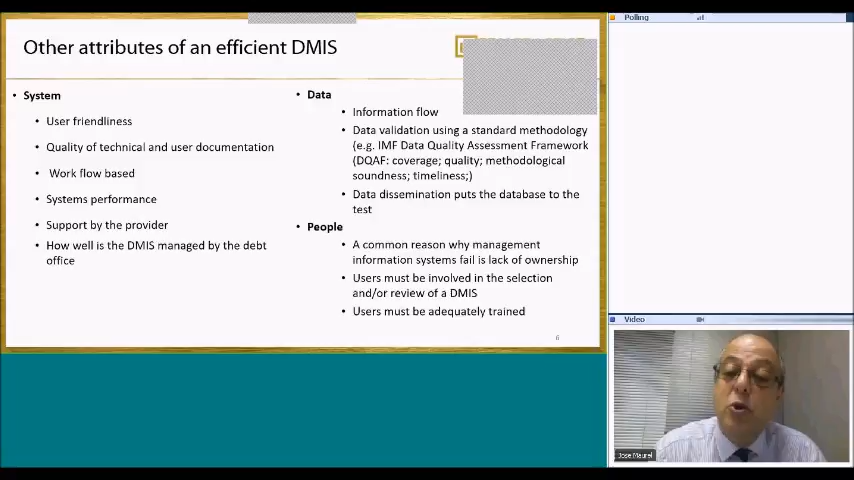 Other attributes of an efficient DMIS
• System
• User friendliness
• Quality of technical and user documentation
• Work flow based
• Systems performance
• Support by the provider
• How well is the DMIS managed by the debt
office
• Data
• Information flow
• Data validation using a standard methodology
(e.g. IMF Data Quality Assessment Framework
(DQAF: coverage; quality; methodological
soundness; timeliness;)
• Data dissemination puts the database to the
test
• People
• A common reason why management
information systems fail is lack of ownership
• Users must be involved in the selection
and/or review of a DMIS
• Users must be adequately trained
6
Polling
Video
Jose Maurel